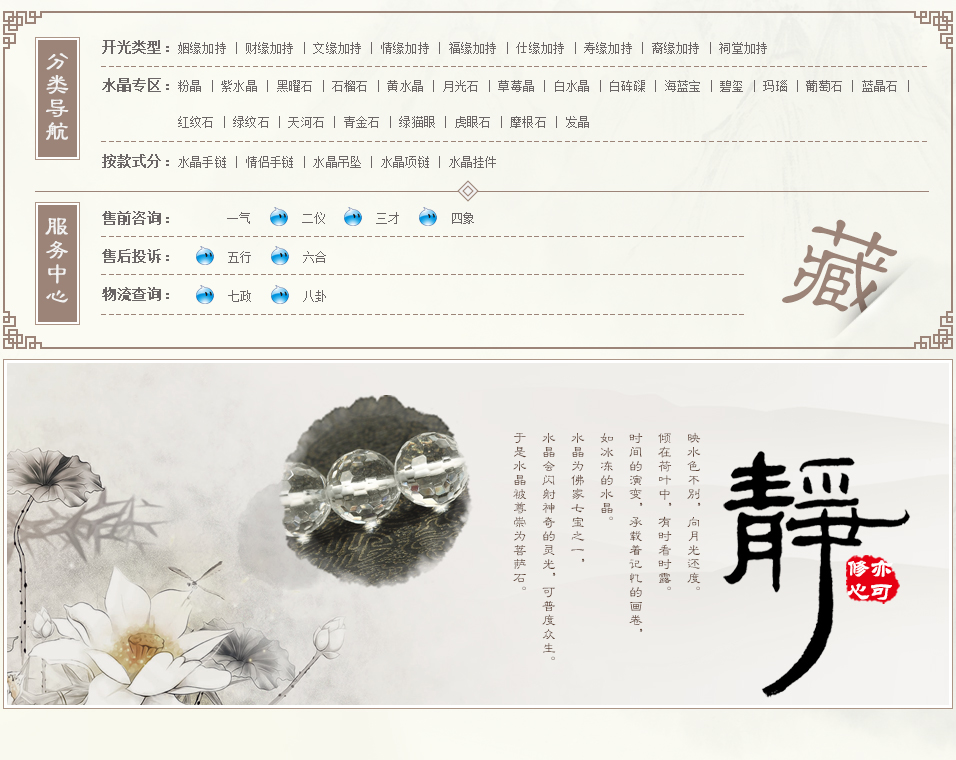 分类导航
开光类型: 姻缘加持 | 财缘加持 | 文缘加持 | 情缘加持 | 福缘加持 | 仕缘加持 | 寿缘加持 | 裔缘加持 | 祠堂加持
水晶专区: 粉晶 | 紫水晶 | 黑曜石 | 石榴石 | 黄水晶 | 月光石 | 草莓晶 | 白水晶 | 白砗磲 | 海蓝宝 | 碧玺 | 玛瑙 | 葡萄石 | 蓝晶石 |
红纹石 | 绿纹石 | 天河石 | 青金石 | 绿猫眼 | 虎眼石 | 摩根石 | 发晶
按款式分: 水晶手链 | 情侣手链 | 水晶吊坠 | 水晶项链 | 水晶挂件
服务中心
售前咨询: 一气 二仪 三才 四象
售后投诉: 五行 六合
物流查询: 七政 八卦
藏
静
亦可
修心
映水色不别,向月光还度。
倾在荷叶中,有时看时露。
时间的演变,承载着记忆的画卷,
如冰冻的水晶。
水晶为佛家七宝之一,
水晶会闪射神奇的灵光,可普度众生。
于是水晶被尊崇为菩萨石。